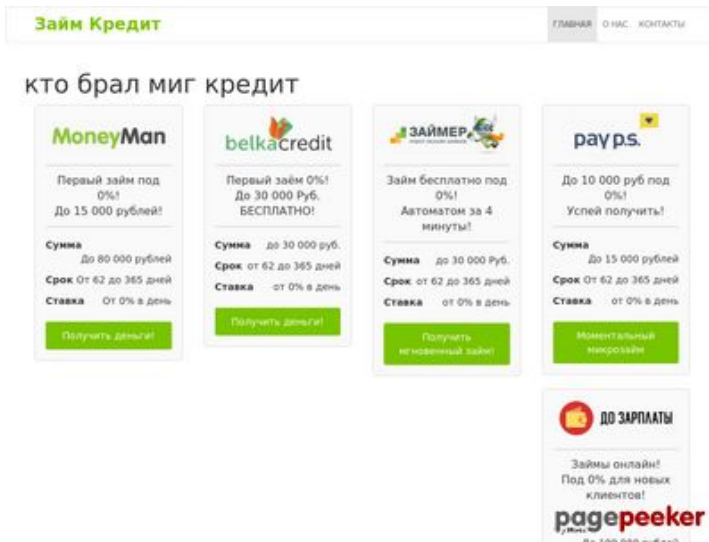 Займ Кредит
ГЛАВНАЯ О НАС КОНТАКТЫ
кто брал миг кредит
MoneyMan
Первый займ под
0%!
До 15 000 рублей!
Сумма
До 80 000 рублей
Срок От 62 до 365 дней
Ставка От 0% в день
Получить деньги!
belkacredit
Первый заём 0%!
До 30 000 Руб.
БЕСПЛАТНО!
Сумма до 30 000 руб.
Срок от 62 до 365 дней
Ставка от 0% в день
Получить деньги!
ЗАЙМЕР
Займ бесплатно под
0%!
Автоматом за 4
минуты!
Сумма до 30 000 Руб.
Срок от 62 до 365 дней
Ставка от 0% в день
Получить
мгновенный займ!
pay p.s.
До 10 000 руб под
0%!
Успей получить!
Сумма
До 15 000 рублей
Срок От 62 до 365 дней
Ставка От 0% в день
Моментальный
микрозайм
ДО ЗАРПЛАТЫ
Займы онлайн!
Под 0% для новых
клиентов!
pagepeeker
До 100 000 рублей